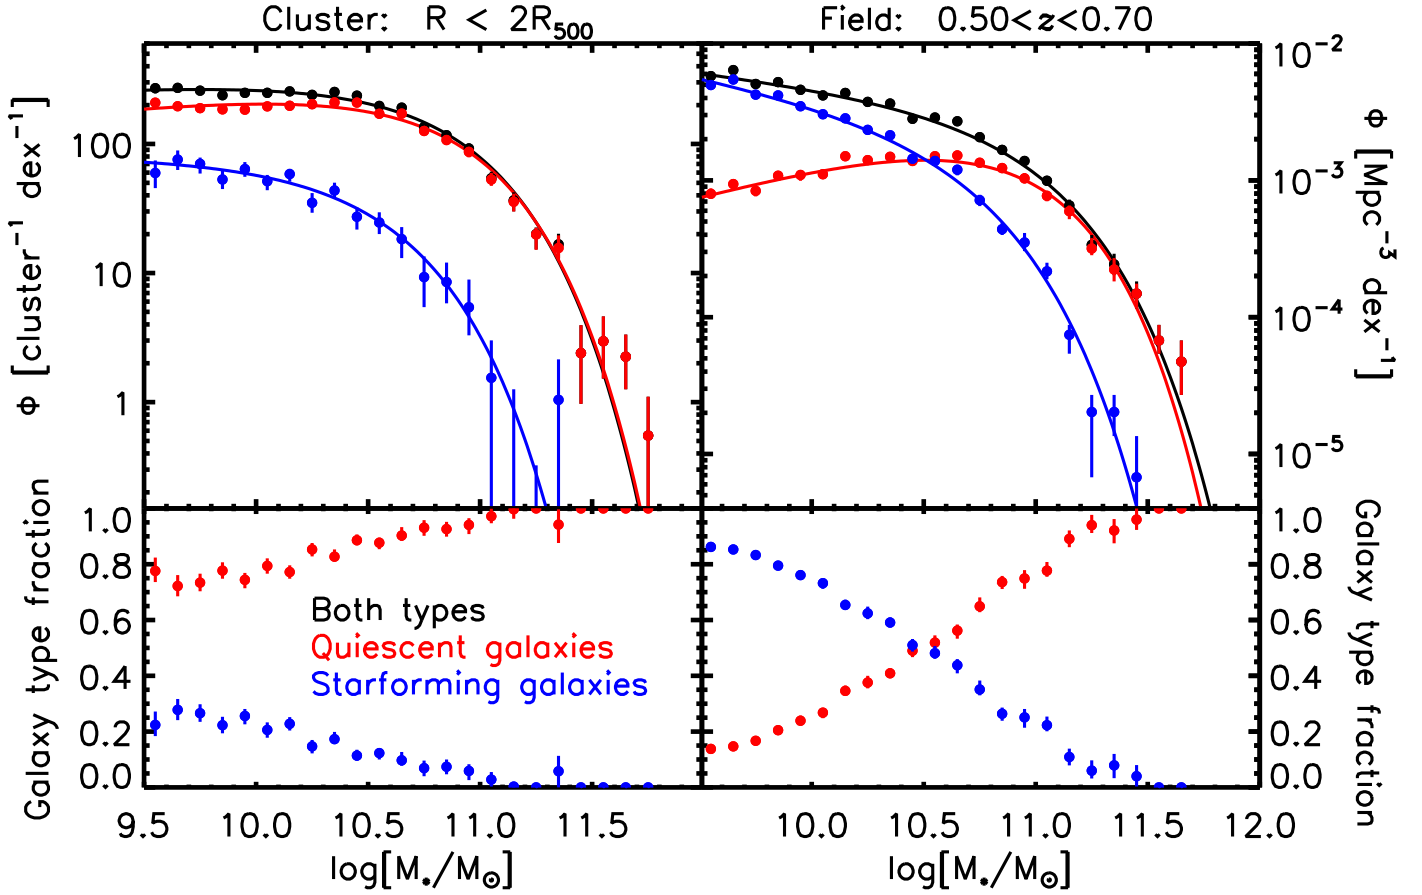 Cluster: R < 2R500
Field: 0.50<z<0.70
Φ [cluster⁻¹ dex⁻¹]
100
10
1
10⁻²
10⁻³
10⁻⁴
10⁻⁵
Φ [Mpc⁻³ dex⁻¹]
Galaxy type fraction
1.0
0.8
0.6
0.4
0.2
0.0
Both types
Quiescent galaxies
Starforming galaxies
1.0
0.8
0.6
0.4
0.2
0.0
Galaxy type fraction
9.5 10.0 10.5 11.0 11.5
10.0 10.5 11.0 11.5 12.0
log[M*/M⊙]
log[M*/M⊙]